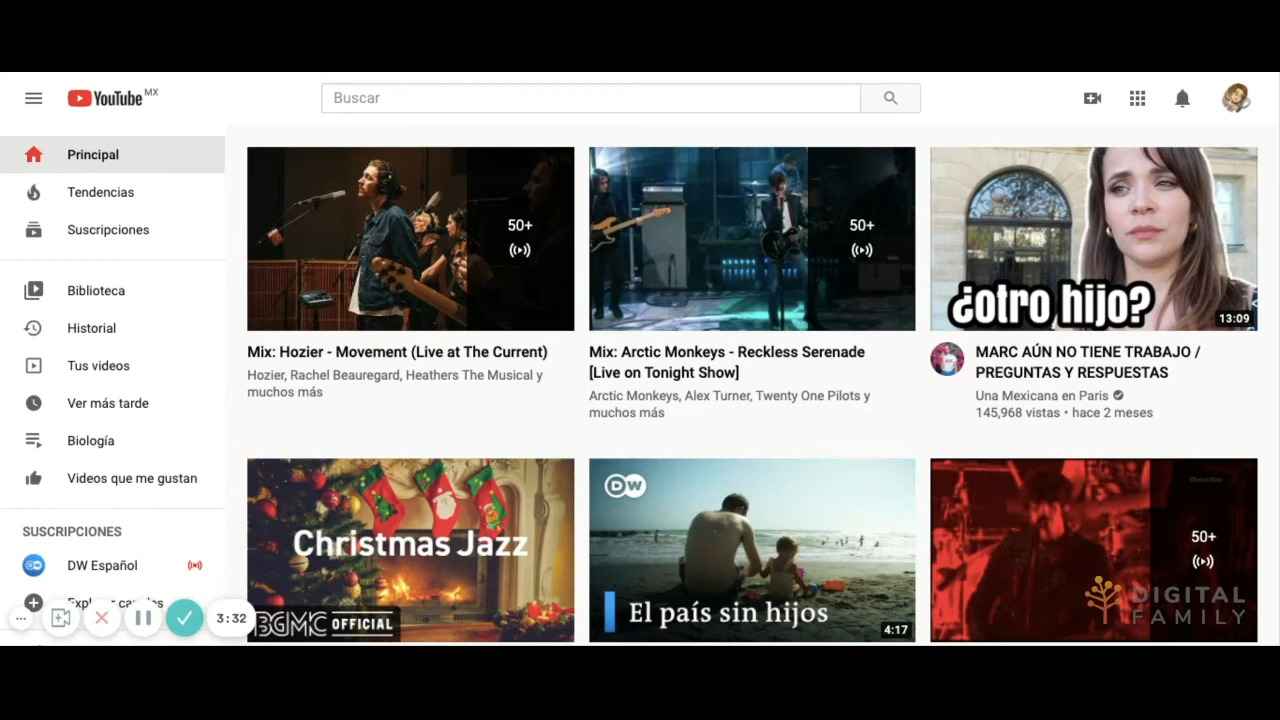 YouTube MX
Buscar
Principal
Tendencias
Suscripciones
Biblioteca
Historial
Tus videos
Ver más tarde
Biología
Videos que me gustan
SUSCRIPCIONES
DW Español
Explorar canales
3:32
50+
Mix: Hozier - Movement (Live at The Current)
Hozier, Rachel Beauregard, Heathers The Musical y
muchos más
50+
Mix: Arctic Monkeys - Reckless Serenade
[Live on Tonight Show]
Arctic Monkeys, Alex Turner, Twenty One Pilots y
muchos más
¿otro hijo?
13:09
MARC AÚN NO TIENE TRABAJO /
PREGUNTAS Y RESPUESTAS
Una Mexicana en Paris
145,968 vistas • hace 2 meses
Christmas Jazz
BGMC OFFICIAL
DW
El país sin hijos
4:17
50+
DIGITAL
FAMILY